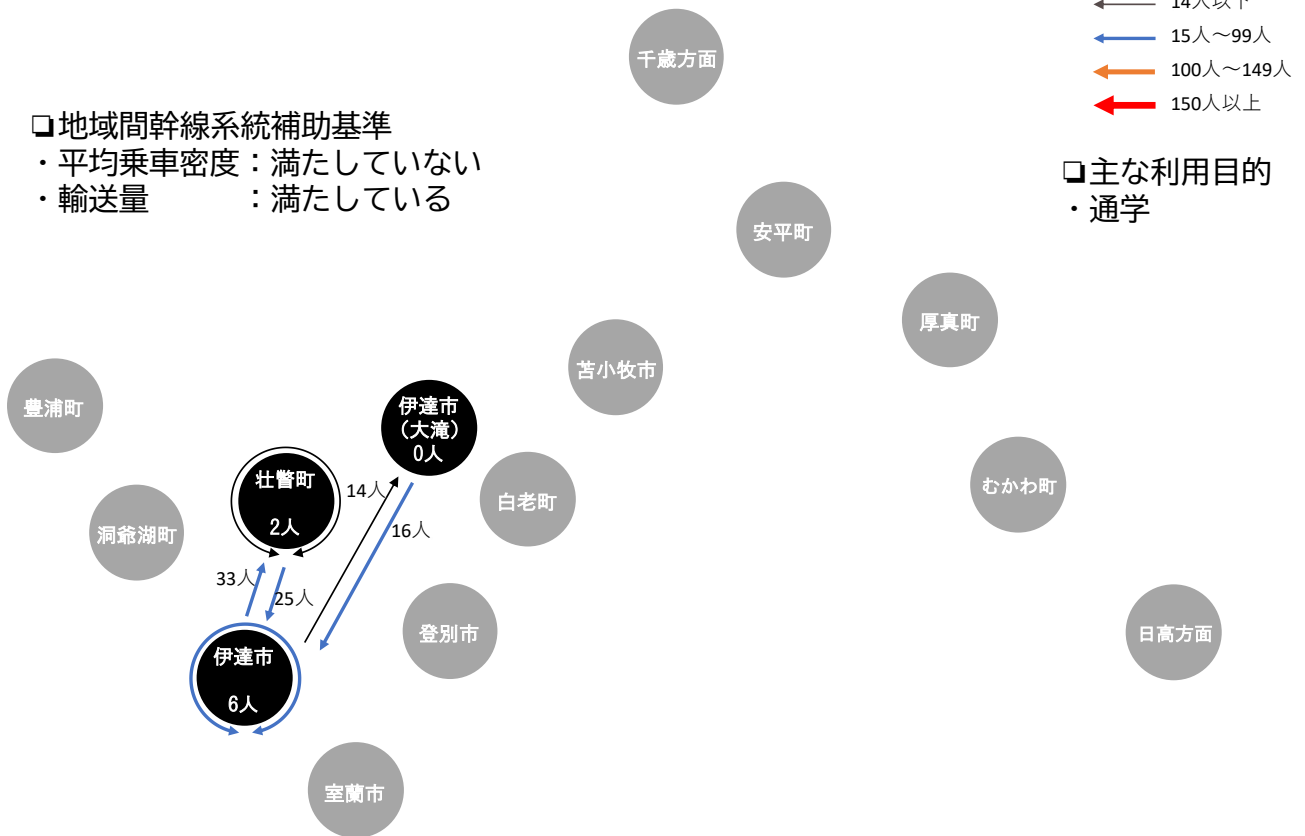 14人以下
15人～99人
100人～149人
150人以上
❏地域間幹線系統補助基準
・平均乗車密度：満たしていない
・輸送量　　　：満たしている
❏主な利用目的
・通学
千歳方面
安平町
厚真町
苫小牧市
豊浦町
伊達市
（大滝）
0人
壮瞥町
2人
14人
白老町
むかわ町
洞爺湖町
16人
33人
25人
登別市
日高方面
伊達市
6人
室蘭市